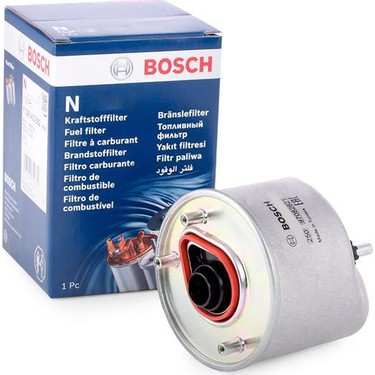 BOSCH
N
Kraftstofffilter
Fuel filter
Filtre à carburant
Brandstoffilter
Filtro carburante
Filtro de
combustible
Filtro de
combustível
Bränslefilter
Топливный
фильтр
Yakıt filtresi
Filtr paliwa
فلتر الوقود
1 Pc
BOSCH
BOSCH